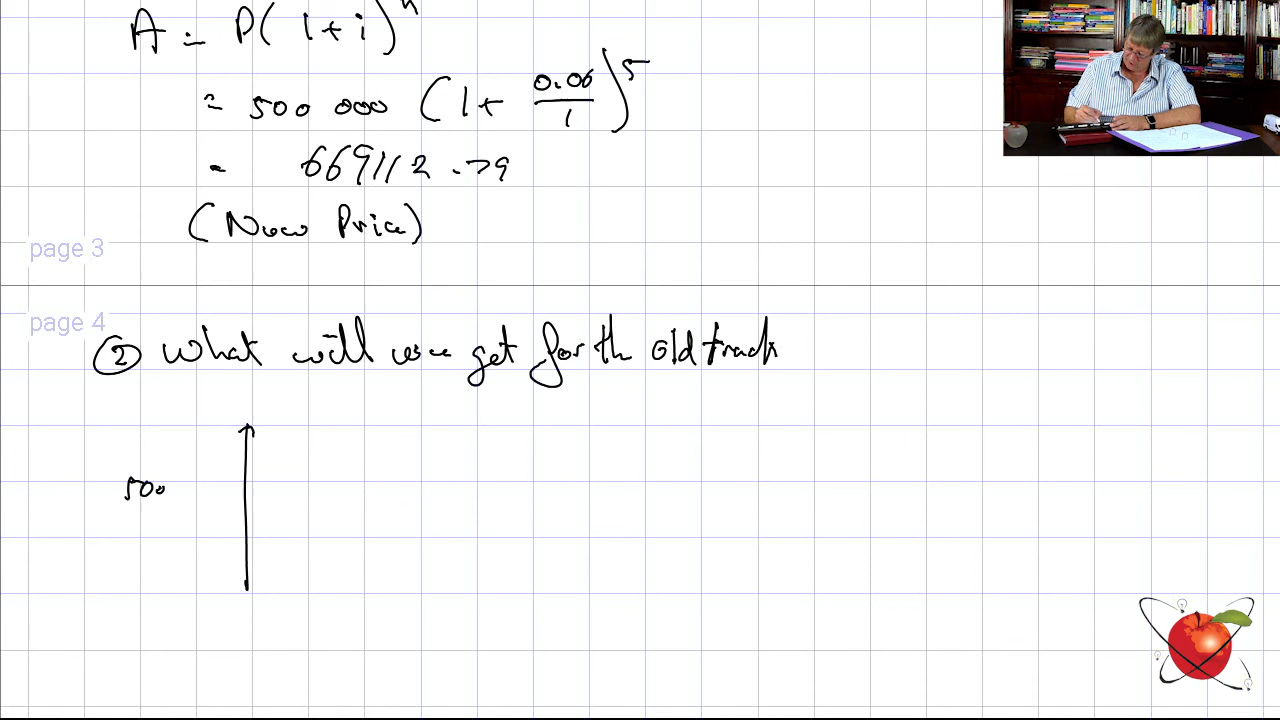 A = P(1+i)^n
= 500 000 (1+ 0.06/1)^5
= 669112.79
(New Price)
page 3
page 4
② What will we get for th old truck
500